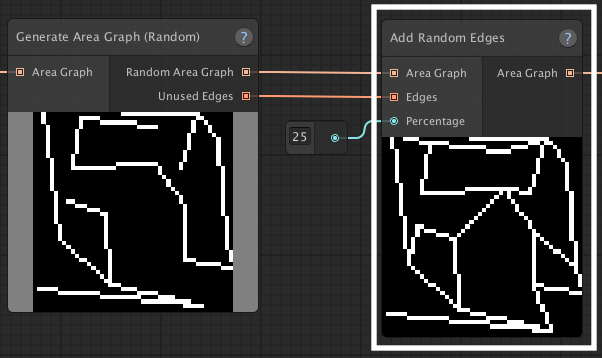 Generate Area Graph (Random) ?
Area Graph
Random Area Graph
Unused Edges
25
Add Random Edges ?
Area Graph
Area Graph
Edges
Percentage